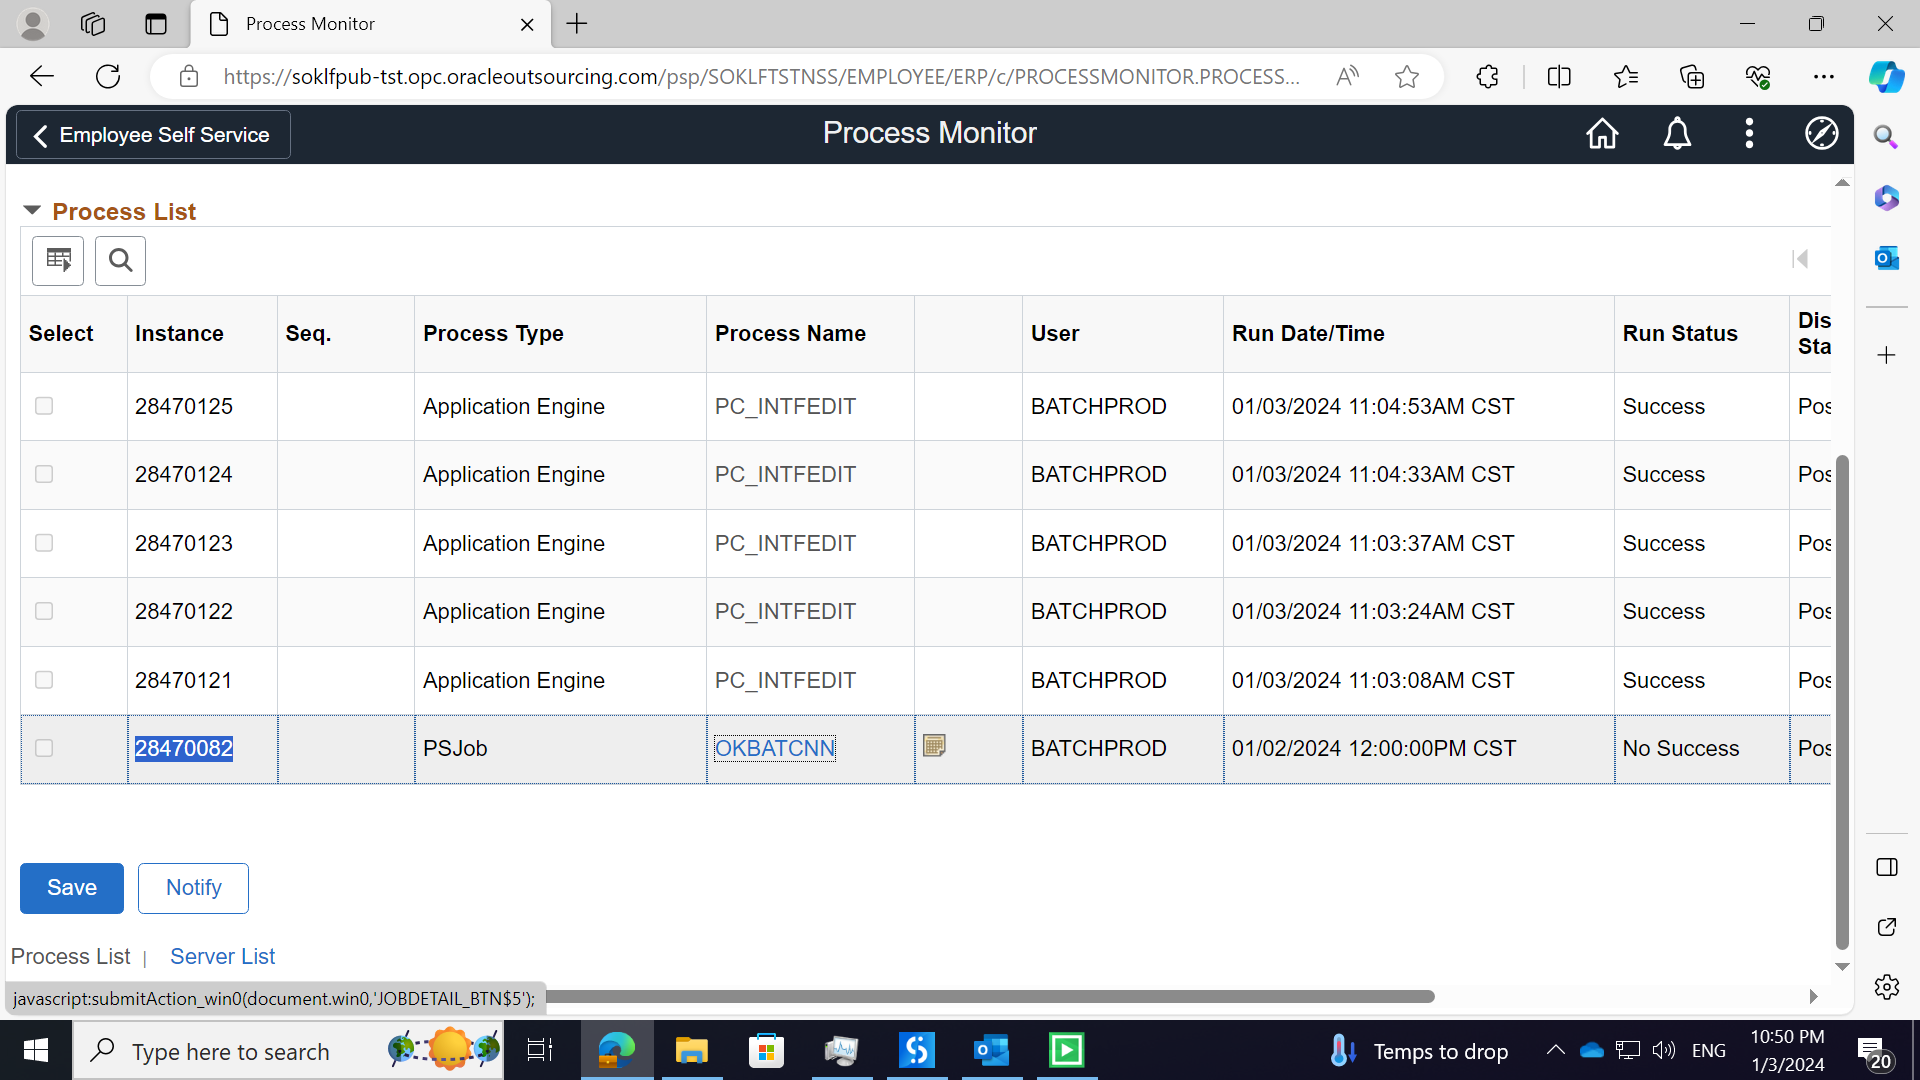 Process Monitor
https://soklfpub-tst.opc.oracleoutsourcing.com/psp/SOKLFTSTNSS/EMPLOYEE/ERP/c/PROCESSMONITOR.PROCESS...
Employee Self Service
Process Monitor
Process List
Select Instance Seq. Process Type Process Name User Run Date/Time Run Status Dis
Sta
28470125 Application Engine PC_INTFEDIT BATCHPROD 01/03/2024 11:04:53AM CST Success Pos
28470124 Application Engine PC_INTFEDIT BATCHPROD 01/03/2024 11:04:33AM CST Success Pos
28470123 Application Engine PC_INTFEDIT BATCHPROD 01/03/2024 11:03:37AM CST Success Pos
28470122 Application Engine PC_INTFEDIT BATCHPROD 01/03/2024 11:03:24AM CST Success Pos
28470121 Application Engine PC_INTFEDIT BATCHPROD 01/03/2024 11:03:08AM CST Success Pos
28470082 PSJob OKBATCNN BATCHPROD 01/02/2024 12:00:00PM CST No Success Pos
Save Notify
Process List | Server List
javascript:submitAction_win0(document.win0,'JOBDETAIL_BTN$5');
Type here to search
Temps to drop
ENG
10:50 PM
1/3/2024
20